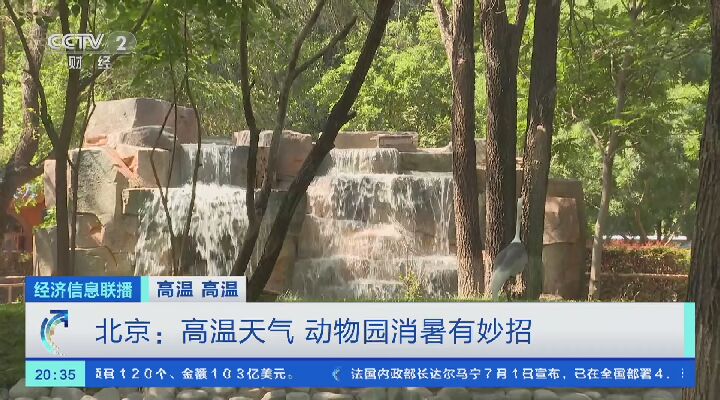 CCTV 2
财经
经济信息联播 高温 高温
北京：高温天气 动物园消暑有妙招
20:35 项目120个、金额103亿美元。 法国内政部长达尔马宁7月1日宣布，已在全国部署4.